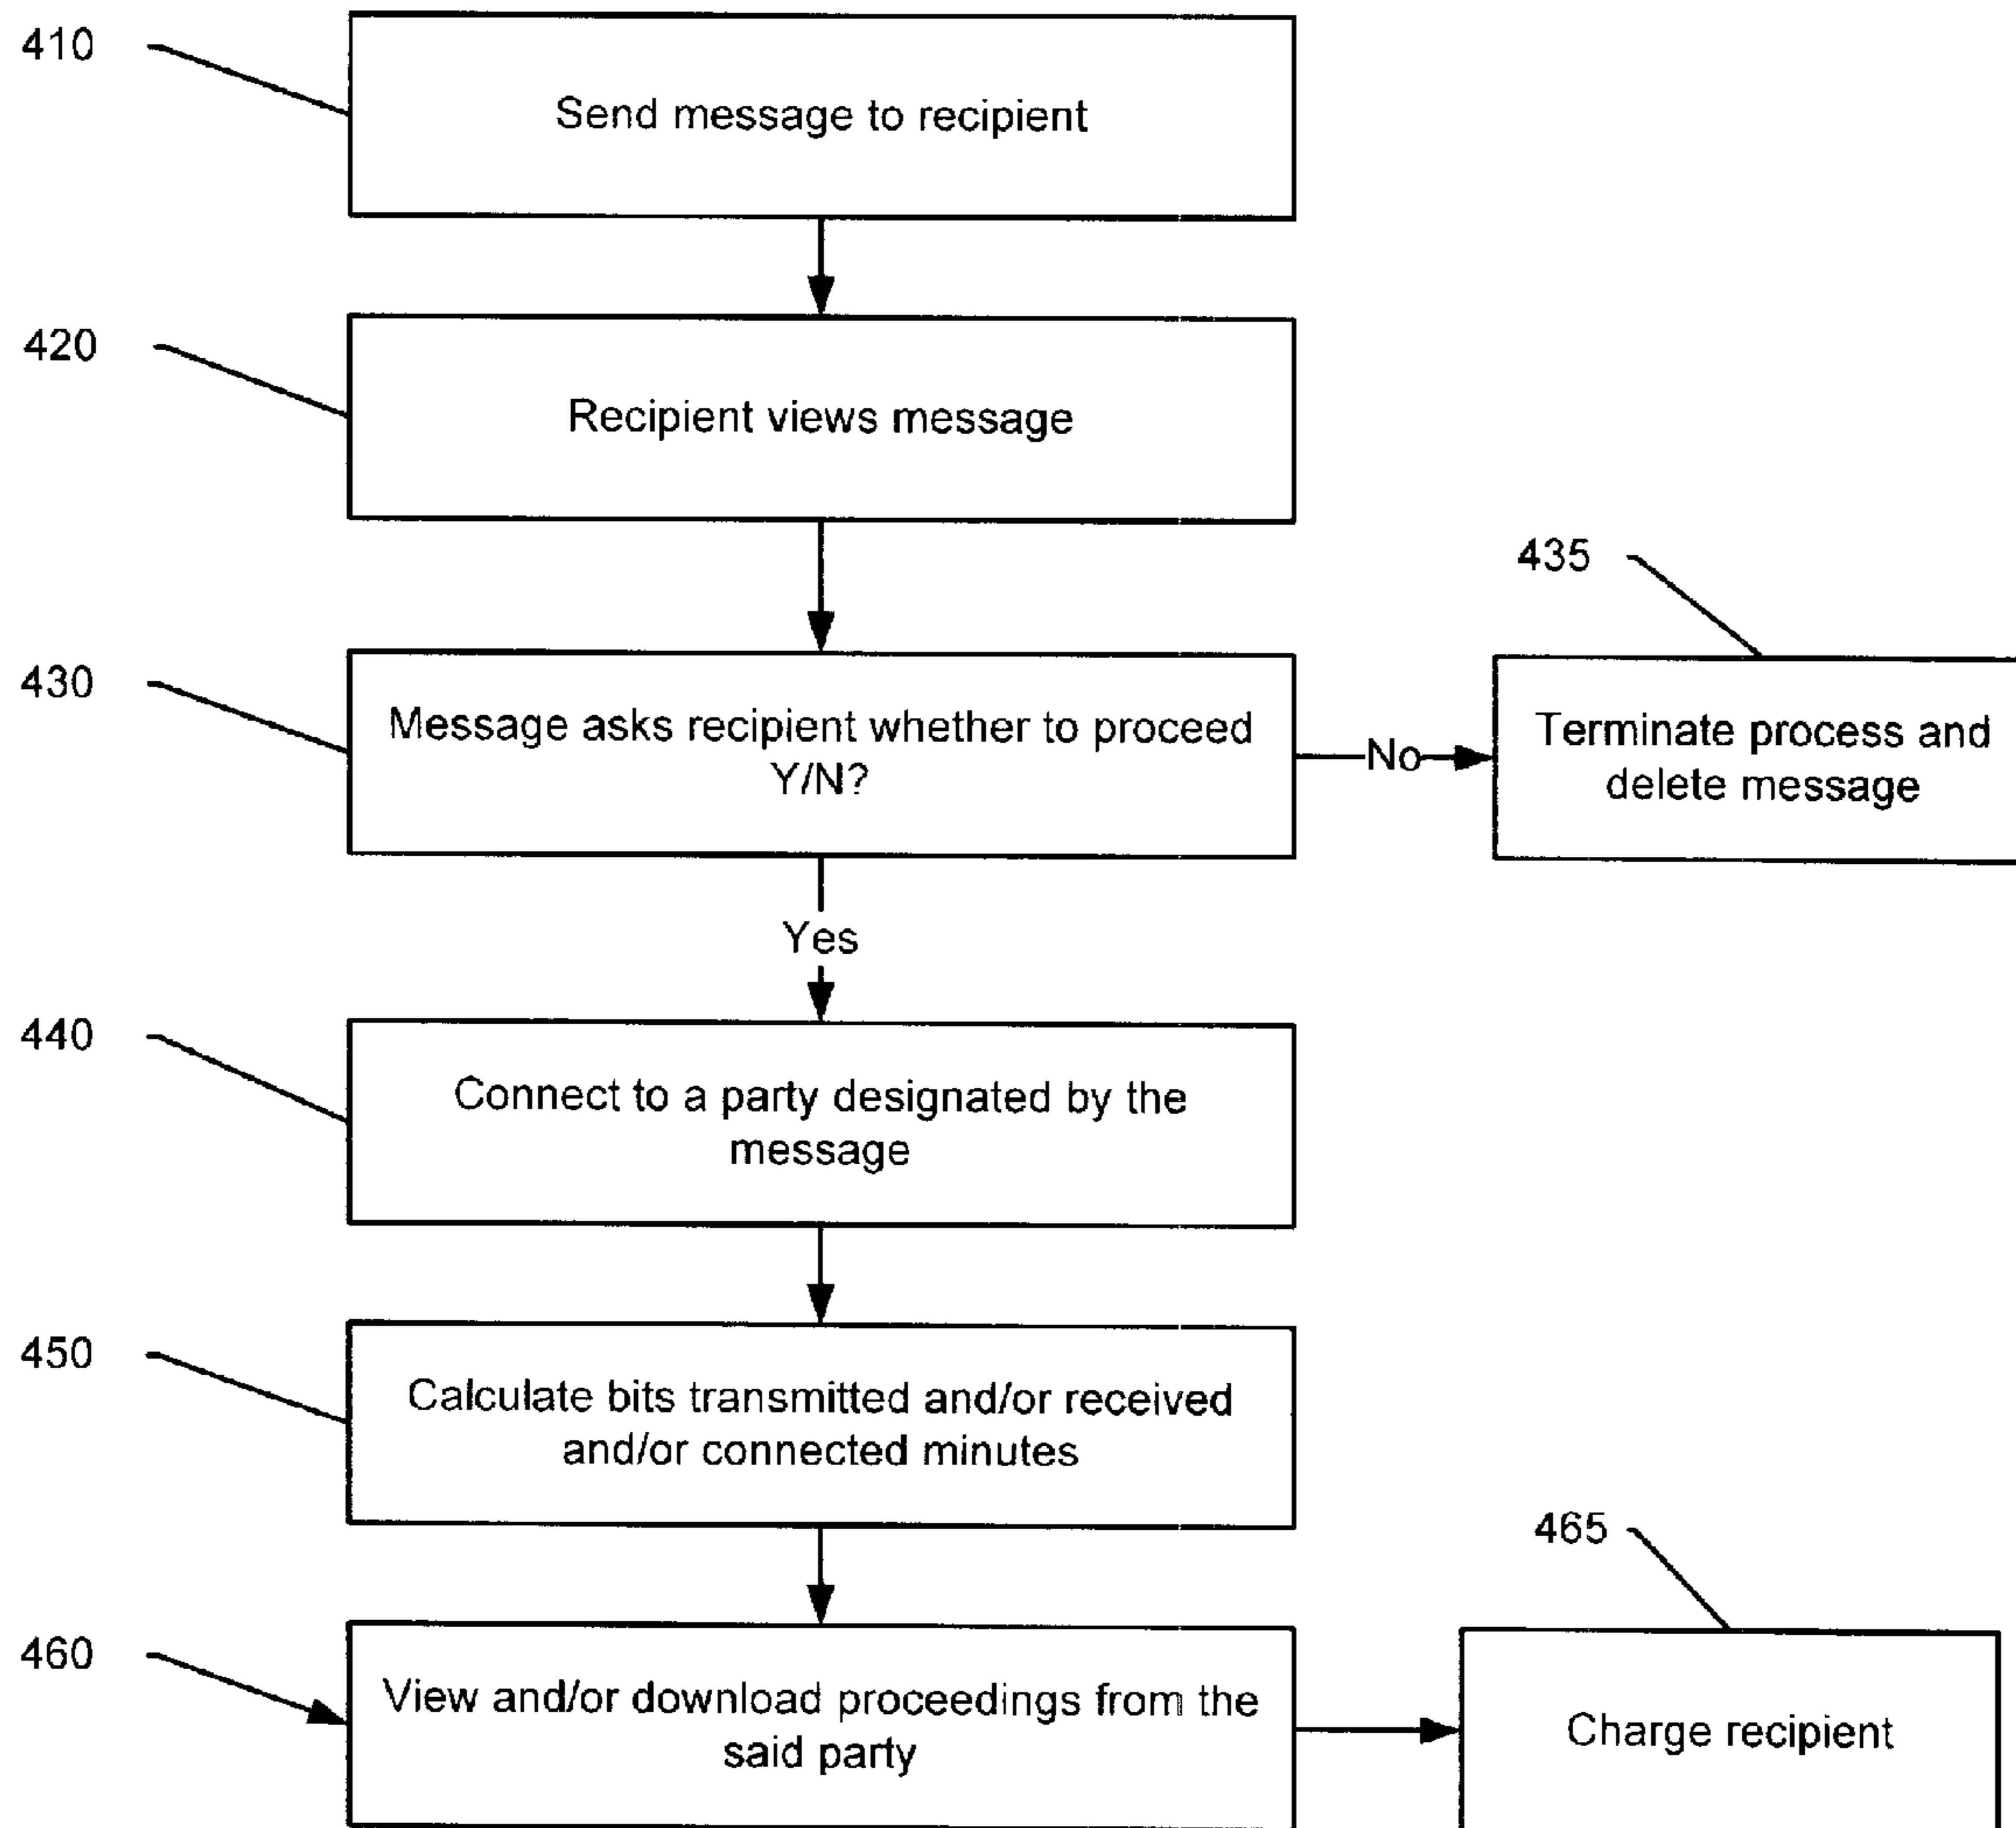 410
Send message to recipient
420
Recipient views message
435
430
Message asks recipient whether to proceed
Y/N?
No
Terminate process and
delete message
Yes
440
Connect to a party designated by the
message
450
Calculate bits transmitted and/or received
and/or connected minutes
465
460
View and/or download proceedings from the
said party
Charge recipient